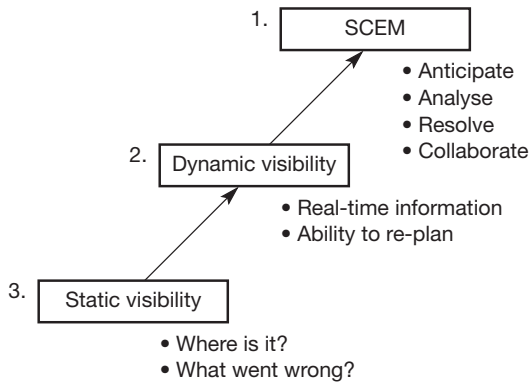 1. SCEM
• Anticipate
• Analyse
• Resolve
• Collaborate
2. Dynamic visibility
• Real-time information
• Ability to re-plan
3. Static visibility
• Where is it?
• What went wrong?